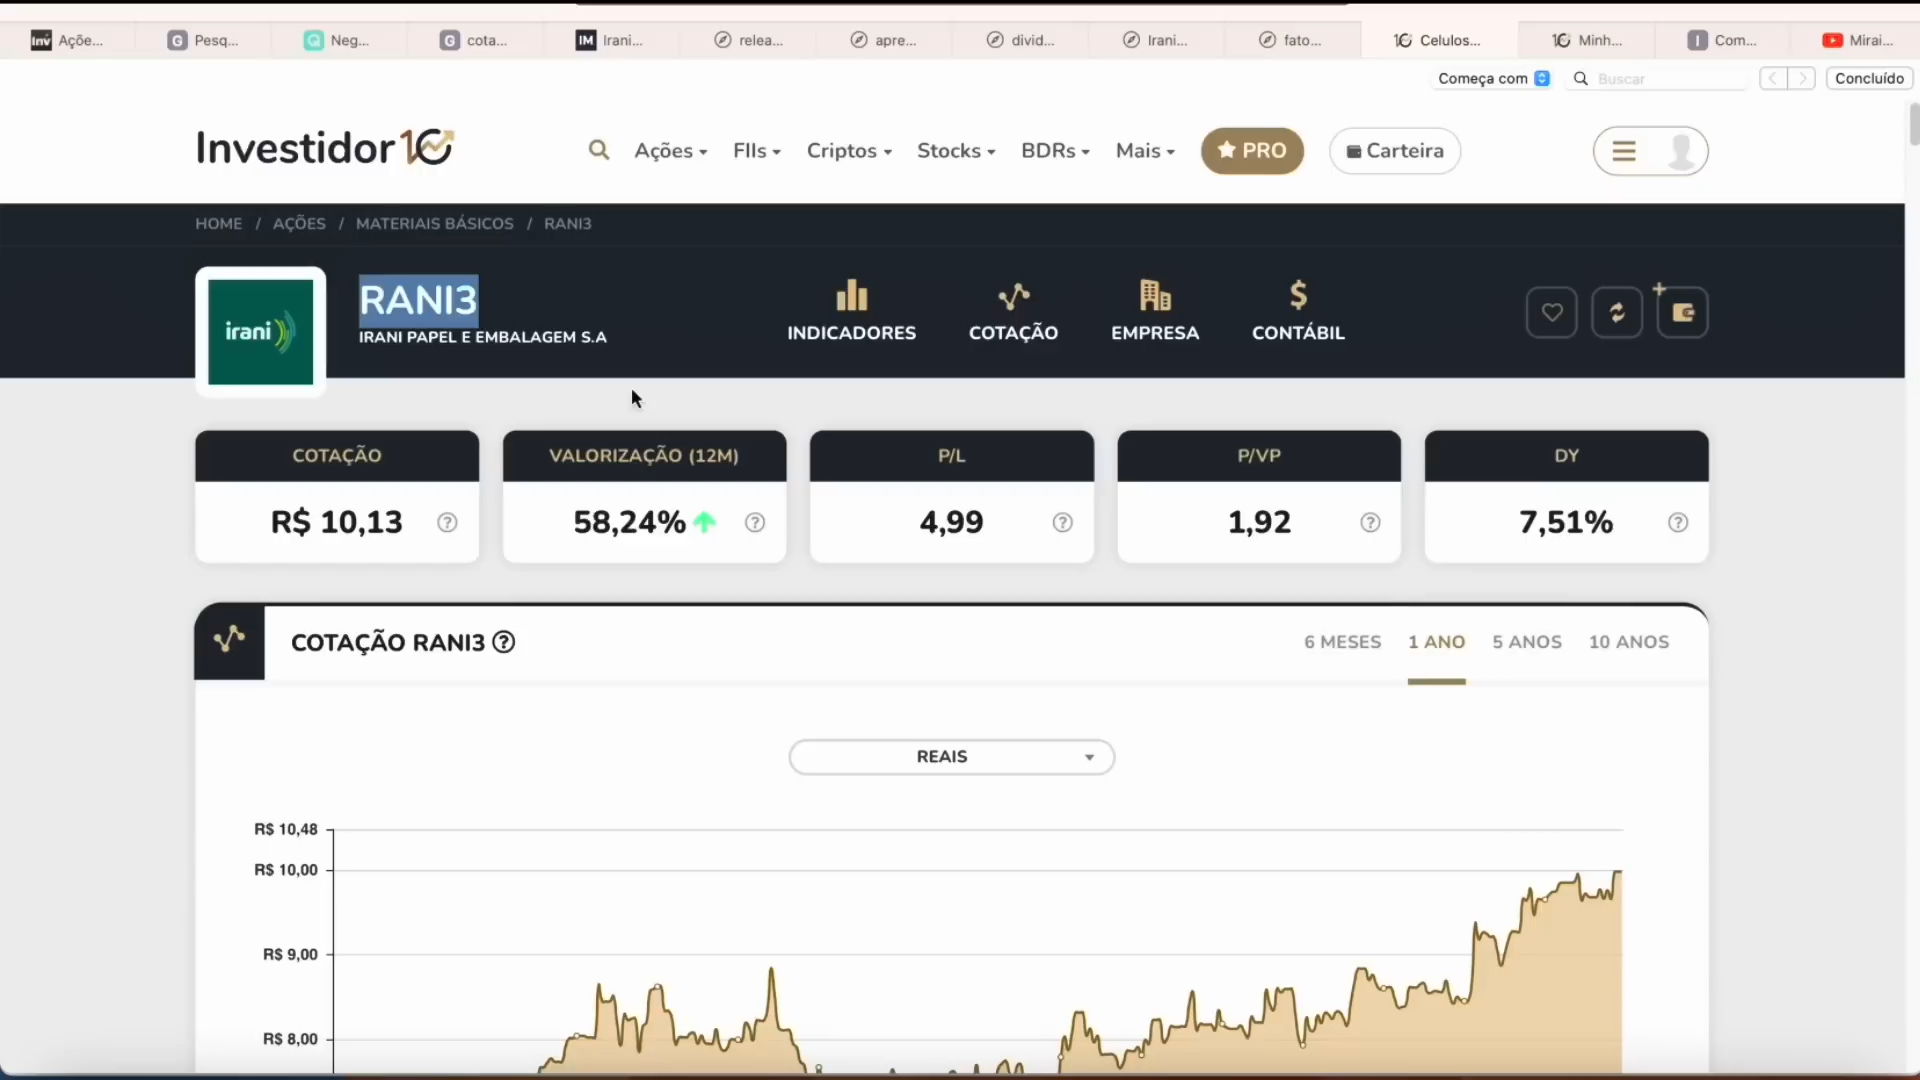 Inv Açõe...
G Pesq...
Neg...
G cota...
IM Irani...
relea...
apre...
divid...
Irani...
fato...
Celulos...
Minh...
I Com...
Mirai...
Começa com
Buscar
Concluído
Investidor10
Ações
FIIs
Criptos
Stocks
BDRs
Mais
PRO
Carteira
HOME / AÇÕES / MATERIAIS BÁSICOS / RANI3
irani
RANI3
IRANI PAPEL E EMBALAGEM S.A
INDICADORES
COTAÇÃO
EMPRESA
CONTÁBIL
COTAÇÃO
R$ 10,13
VALORIZAÇÃO (12M)
58,24%
P/L
4,99
P/VP
1,92
DY
7,51%
COTAÇÃO RANI3
6 MESES
1 ANO
5 ANOS
10 ANOS
REAIS
R$ 10,48
R$ 10,00
R$ 9,00
R$ 8,00